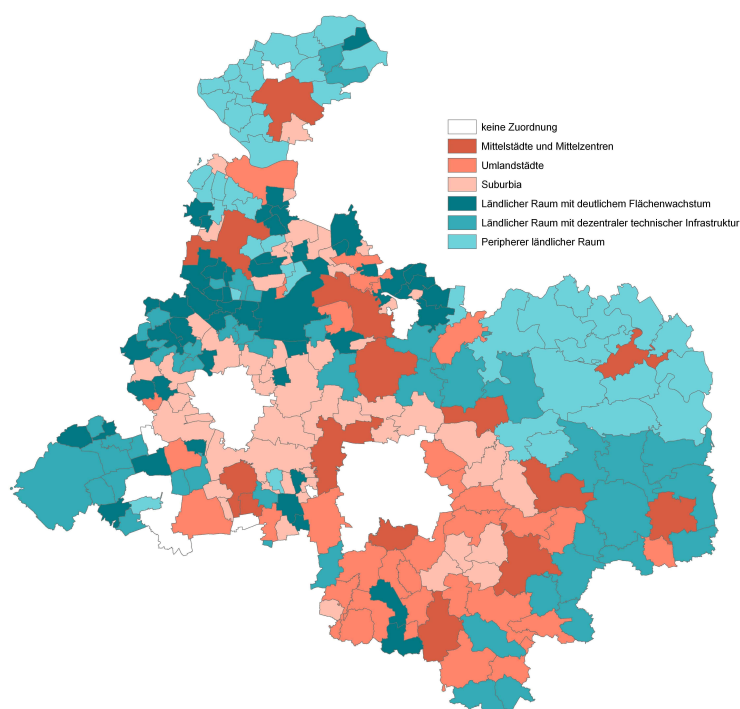 keine Zuordnung
Mittelstädte und Mittelzentren
Umlandstädte
Suburbia
Ländlicher Raum mit deutlichem Flächenwachstum
Ländlicher Raum mit dezentraler technischer Infrastruktur
Peripherer ländlicher Raum